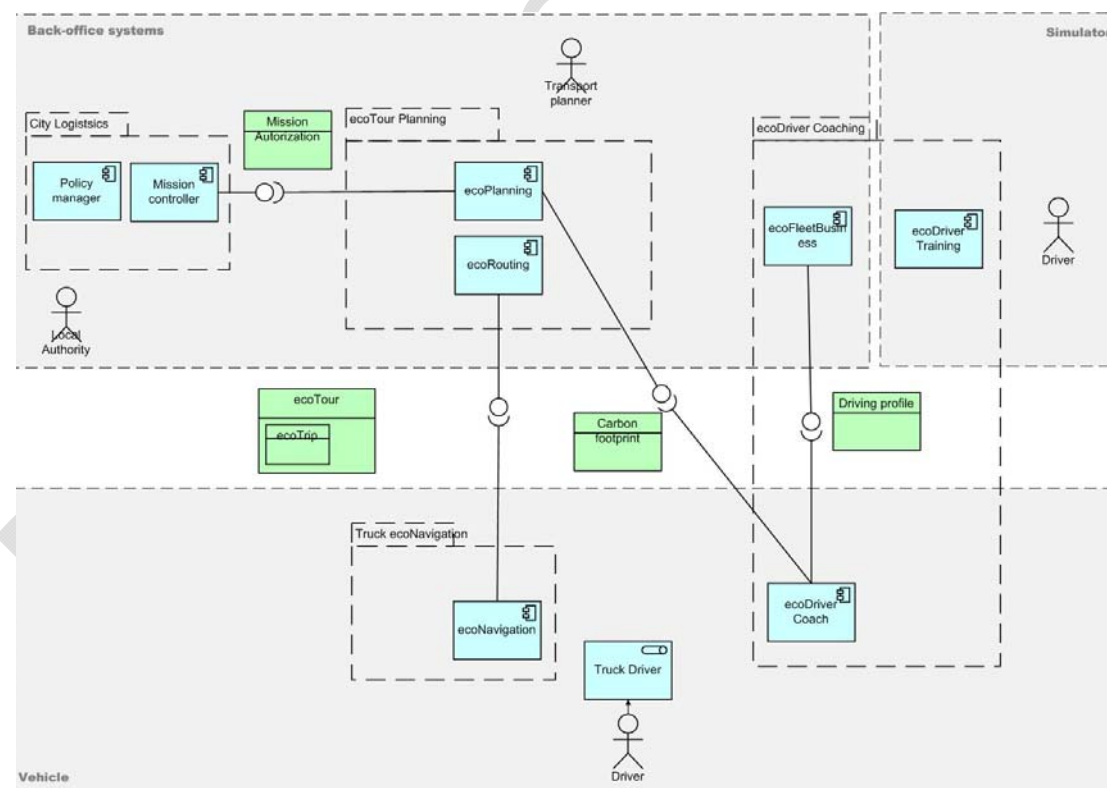 Back-office systems
Simulator
Transport
planner
City Logistsics
Mission
Autorization
ecoTour Planning
ecoDriver Coaching
Policy
manager
Mission
controller
ecoPlanning
ecoFleetBusin
ess
ecoDriver
Training
ecoRouting
Driver
Local
Authority
ecoTour
ecoTrip
Carbon
footprint
Driving profile
Truck ecoNavigation
ecoNavigation
ecoDriver
Coach
Truck Driver
Driver
Vehicle